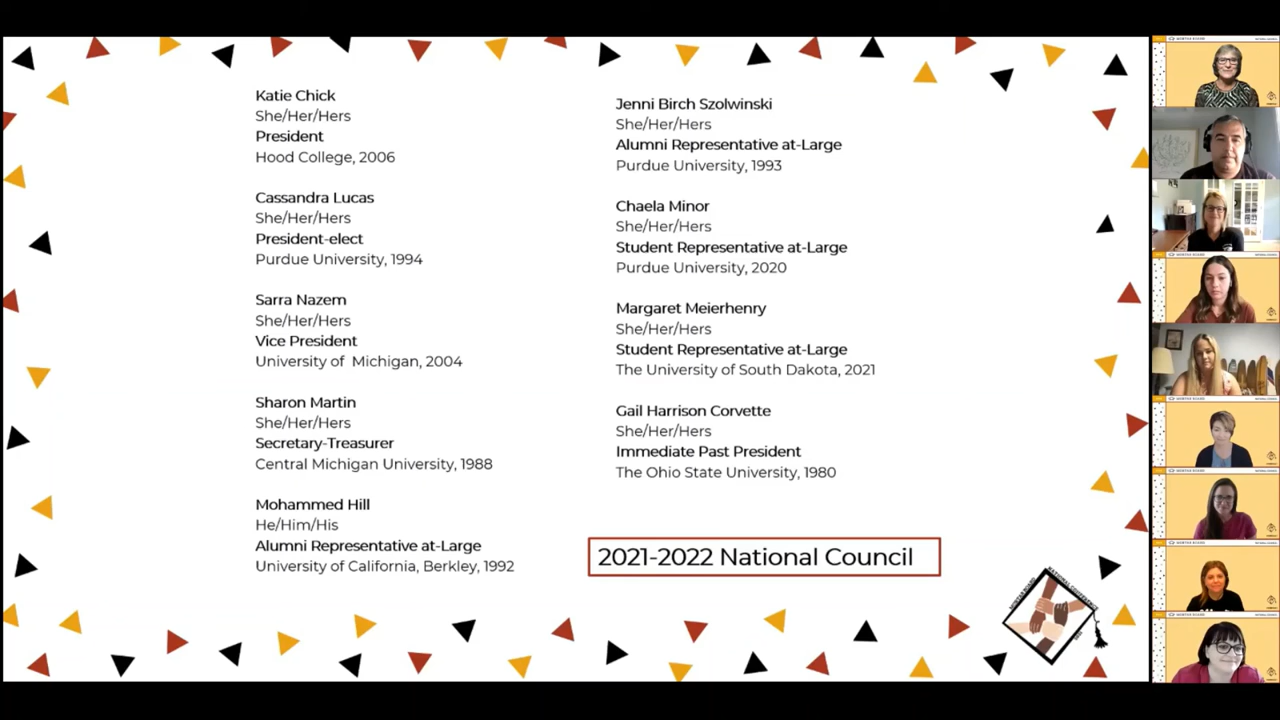 Katie Chick
She/Her/Hers
President
Hood College, 2006
Cassandra Lucas
She/Her/Hers
President-elect
Purdue University, 1994
Sarra Nazem
She/Her/Hers
Vice President
University of Michigan, 2004
Sharon Martin
She/Her/Hers
Secretary-Treasurer
Central Michigan University, 1988
Mohammed Hill
He/Him/His
Alumni Representative at-Large
University of California, Berkley, 1992
Jenni Birch Szolwinski
She/Her/Hers
Alumni Representative at-Large
Purdue University, 1993
Chaela Minor
She/Her/Hers
Student Representative at-Large
Purdue University, 2020
Margaret Meierhenry
She/Her/Hers
Student Representative at-Large
The University of South Dakota, 2021
Gail Harrison Corvette
She/Her/Hers
Immediate Past President
The Ohio State University, 1980
2021-2022 National Council